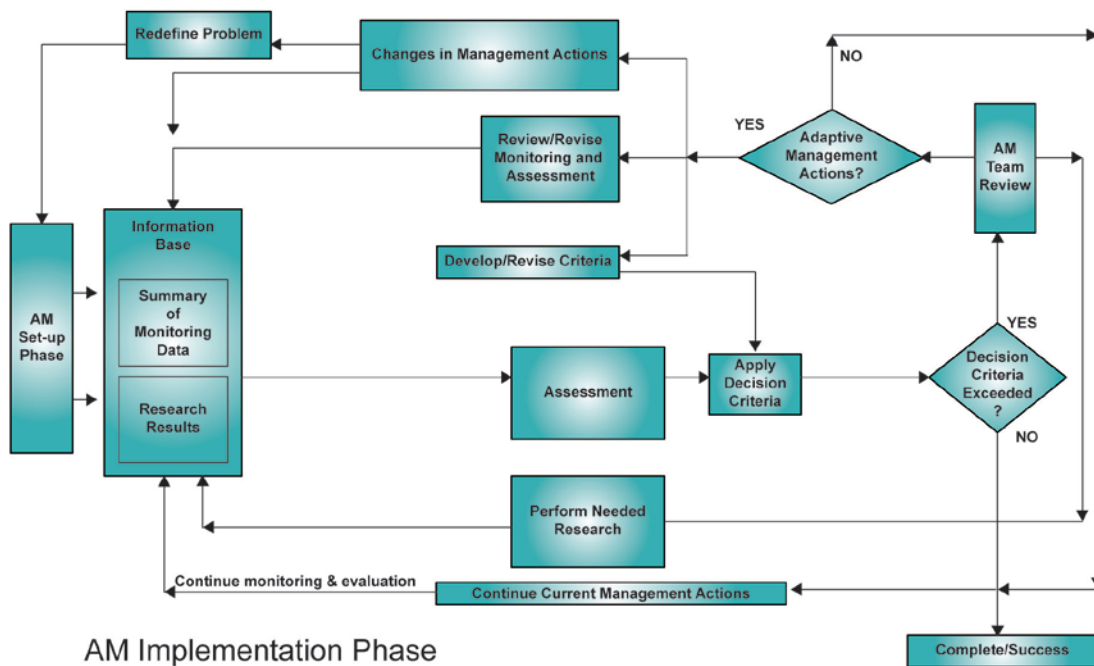 Redefine Problem
Changes in Management Actions
NO
YES
Adaptive
Management
Actions?
AM
Team
Review
Review/Revise
Monitoring and
Assessment
Information
Base
Develop/Revise Criteria
Summary
of
Monitoring
Data
AM
Set-up
Phase
YES
Assessment
Apply
Decision
Criteria
Decision
Criteria
Exceeded
?
Research
Results
NO
Perform Needed
Research
Continue monitoring & evaluation
Continue Current Management Actions
AM Implementation Phase
Complete/Success